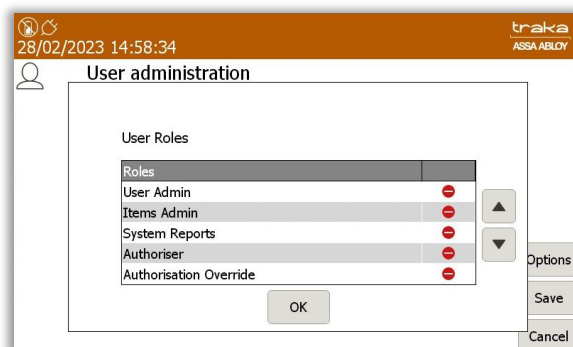 traka
28/02/2023 14:58:34
ASSA ABLOY
User administration
User Roles
Roles
User Admin
Items Admin
System Reports
Authoriser
Authorisation Override
OK
Options
Save
Cancel